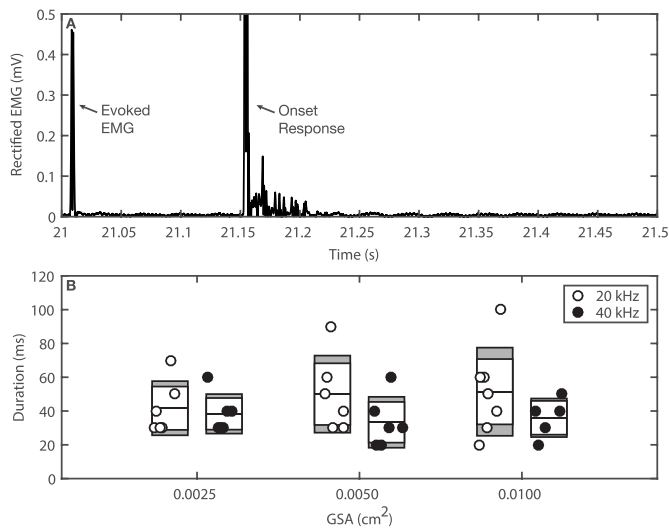 A
0.5
0.4
0.3
0.2
0.1
0
Rectified EMG (mV)
Evoked
EMG
Onset
Response
21 21.05 21.1 21.15 21.2 21.25 21.3 21.35 21.4 21.45 21.5
Time (s)
B
120
100
80
60
40
20
0
Duration (ms)
20 kHz
40 kHz
0.0025 0.0050 0.0100
GSA (cm²)